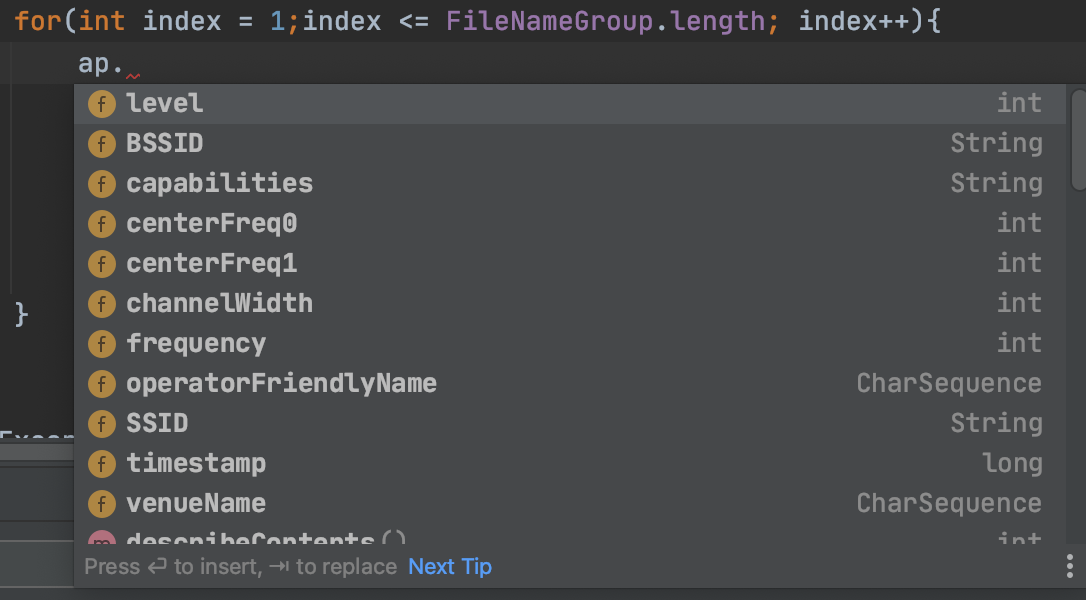 for(int index = 1;index <= FileNameGroup.length; index++){
ap.
f level int
f BSSID String
f capabilities String
f centerFreq0 int
f centerFreq1 int
f channelWidth int
f frequency int
f operatorFriendlyName CharSequence
f SSID String
f timestamp long
f venueName CharSequence
m describeContents() int
}
Press ↩ to insert, ⇥ to replace Next Tip